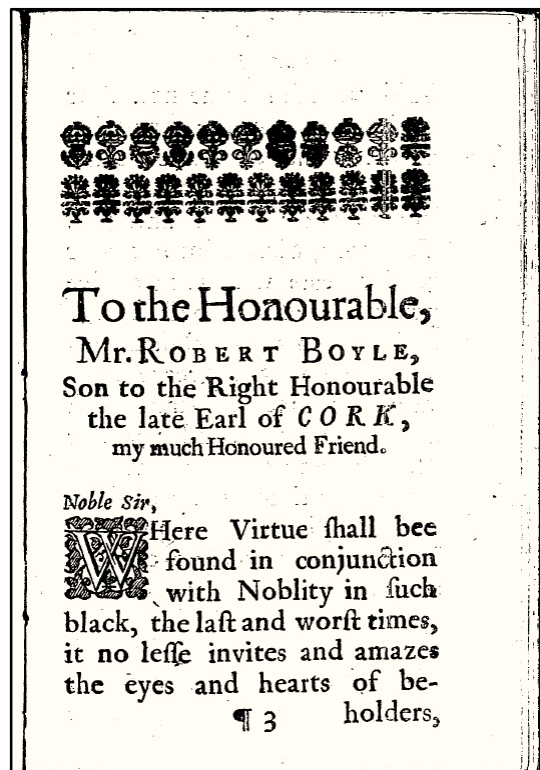 To the Honourable,
Mr. ROBERT BOYLE,
Son to the Right Honourable
the late Earl of CORK,
my much Honoured Friend.
Noble Sir,
WHere Virtue ſhall bee
found in conjunction
with Noblity in ſuch
black, the laſt and worſt times,
it no leſſe invites and amazes
the eyes and hearts of be-
¶ 3 holders,